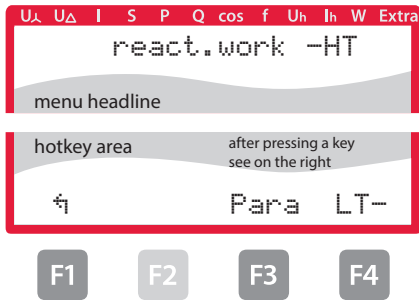 U⅄ U△ I S P Q cos f Uh Ih W Extra
react.work -HT
menu headline
hotkey area after pressing a key
see on the right
↰ Para LT-
F1 F2 F3 F4